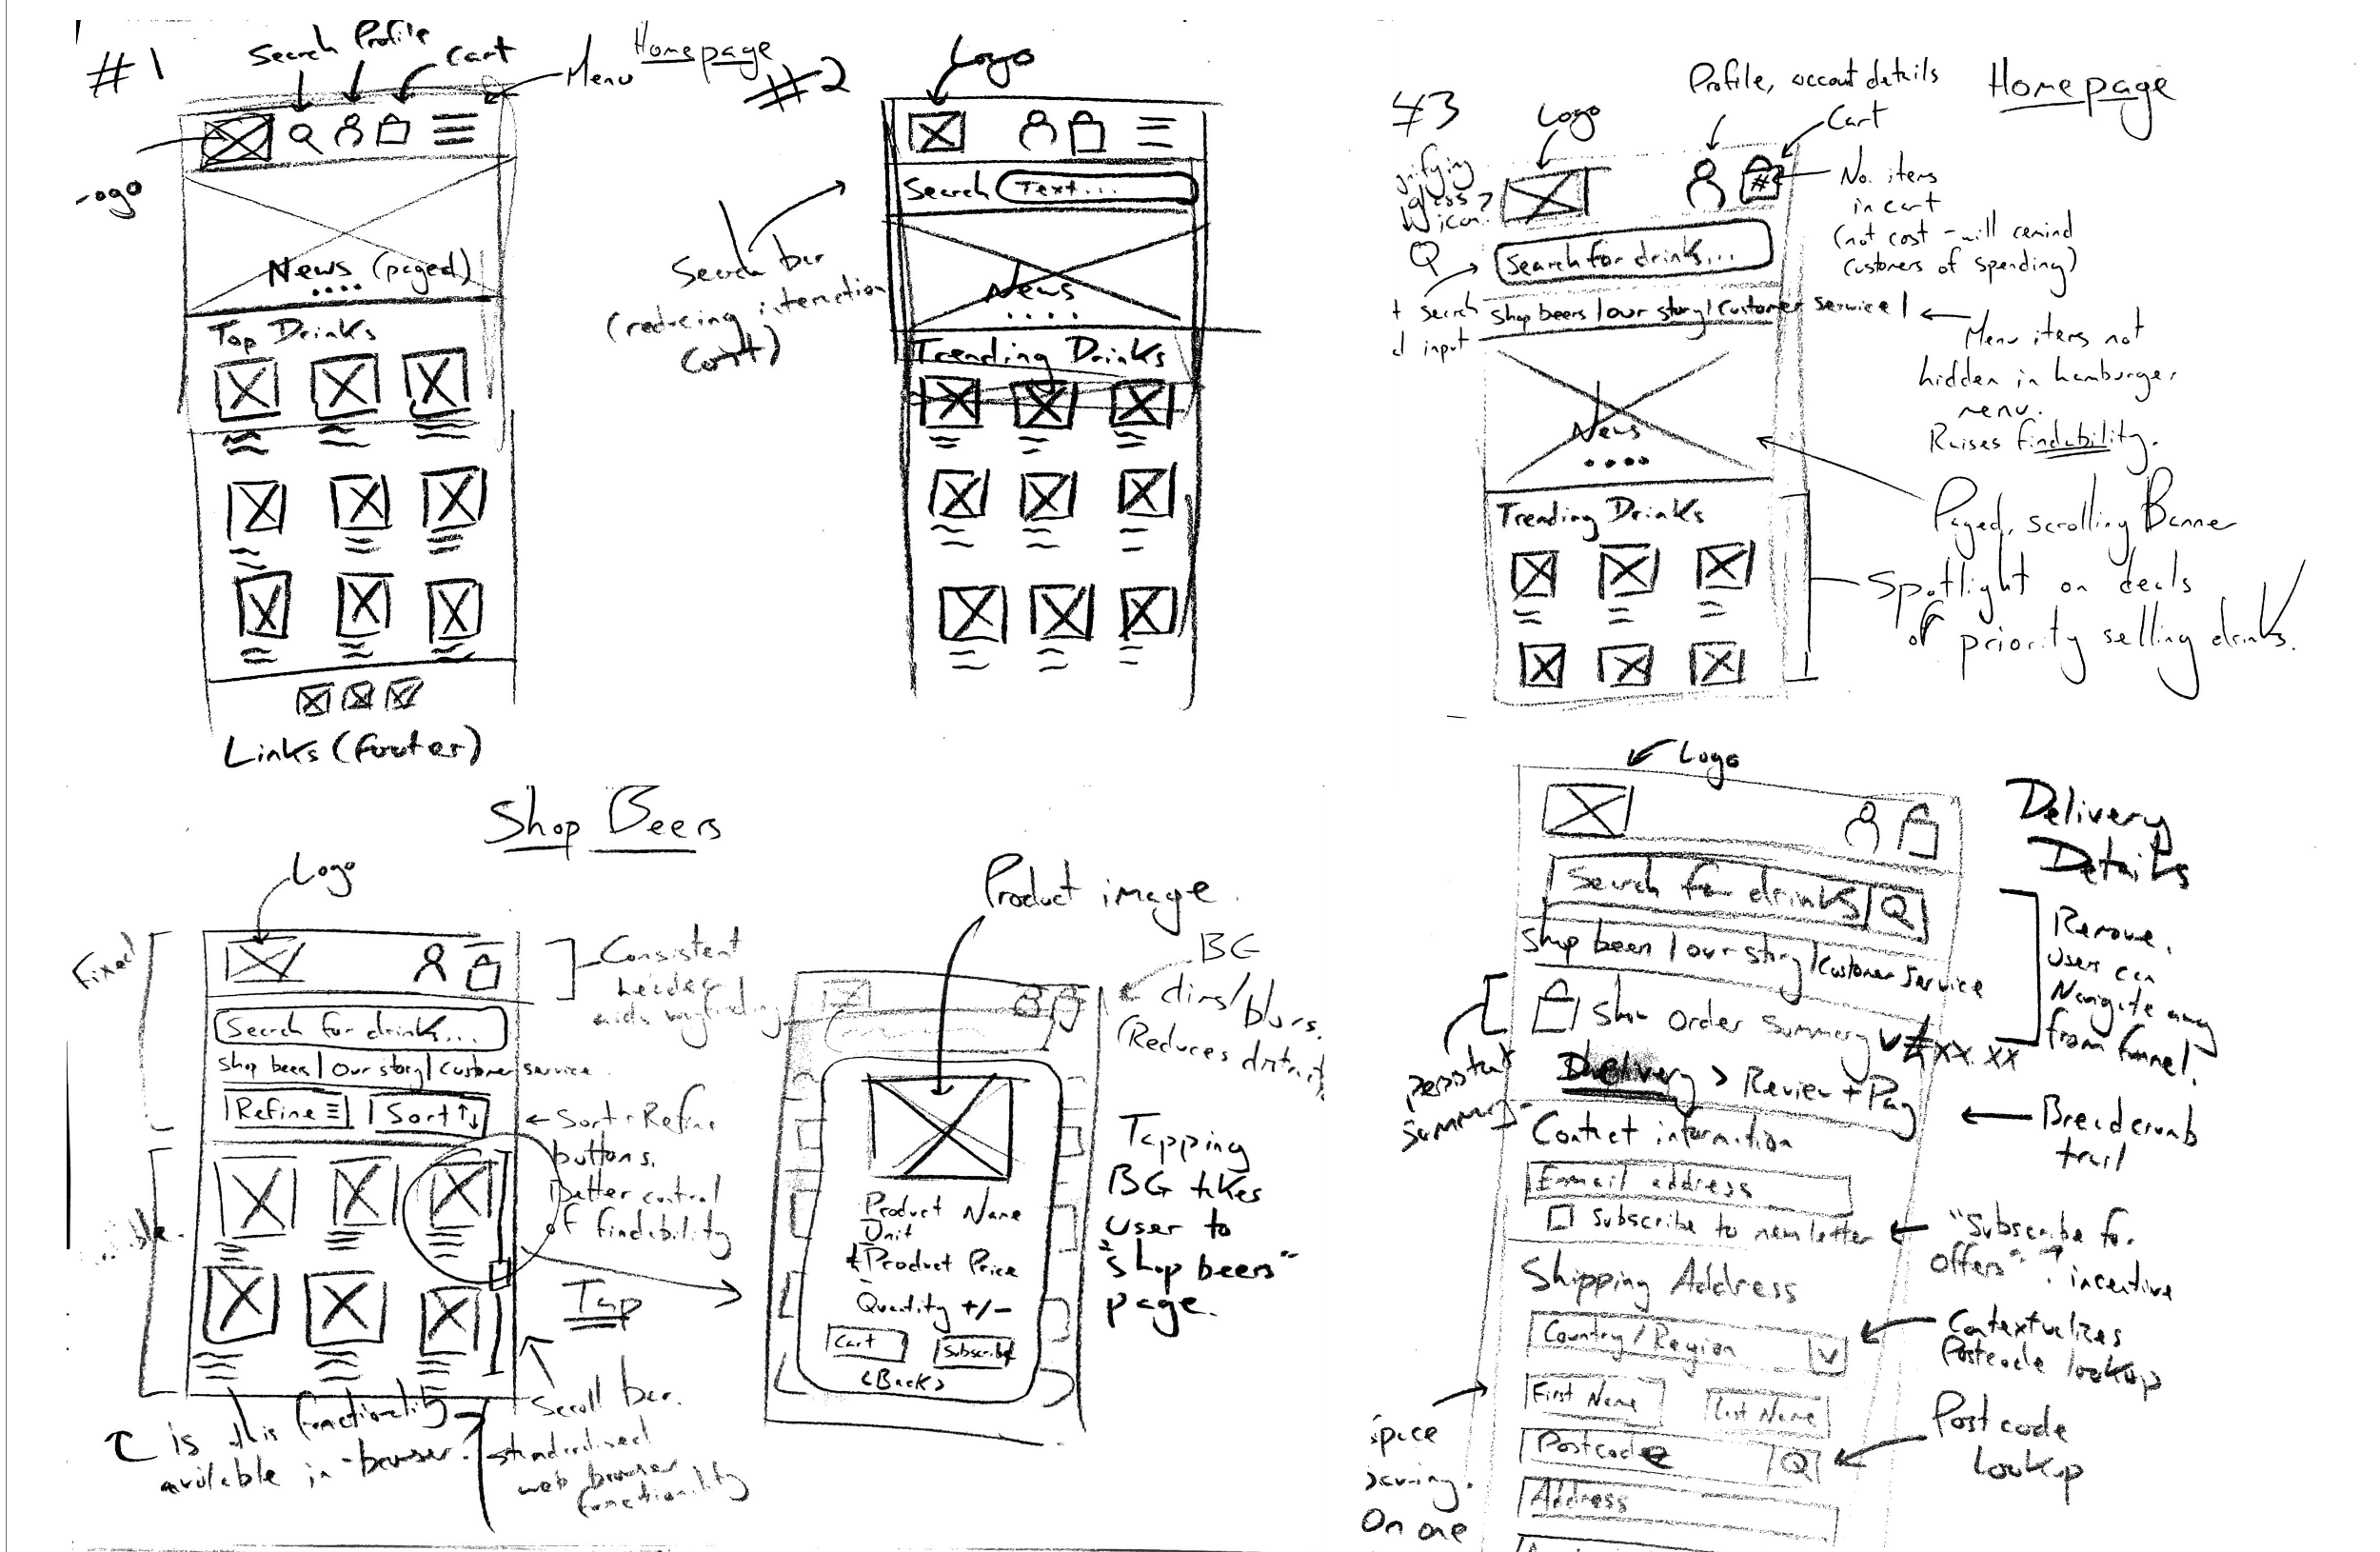 #1
Search
Profile
Cart
Menu
News (paged)
Top Drinks
Links (footer)
Homepage
#2
Logo
Search
Text...
News
Trending Drinks
Search bar
(reducing interaction
cost)
#3
Logo
Profile, account details
Homepage
Cart
#
No. items
in cart
(not cost - will remind
customers of spending)
glass?
icon.
Search for drinks...
search
input
Shop beers | our story | Customer service |
Menu items not
hidden in hamburger
menu.
Raises findability.
News
Paged, scrolling Banner
Trending Drinks
Spotlight on deals
of priority selling drinks.
Shop Beers
Logo
Fixed
Consistent
header
aids wayfinding
Search for drinks...
Shop beers | Our story | Customer service
Refine
Sort
Sort + Refine
buttons.
Better control
of findability
Tap
Scroll bar.
standardised
web browser
functionality
is this functionality
available in-browser.
Product image.
BG
dims/blurs.
(Reduces distract
Product Name
Unit
Product Price
Quantity +/-
Cart
Subscribe
<Back>
Tapping
BG takes
user to
"shop beers"
page.
Logo
Delivery
Details
Search for drinks
Shop beers | our story | Customer service
Remove.
Users can
Navigate away
from funnel.
Show order summary
£xx.xx
Persistent
summary
Delivery > Review + Pay
Breadcrumb
trail
Contact information
Email address
Subscribe to newsletter
"Subscribe for
offers"
? incentive
Shipping Address
Country/Region
Contextualizes
Postcode lookup
First Name
Last Name
Postcode
Postcode
Lookup
Address
space
saving.
On one